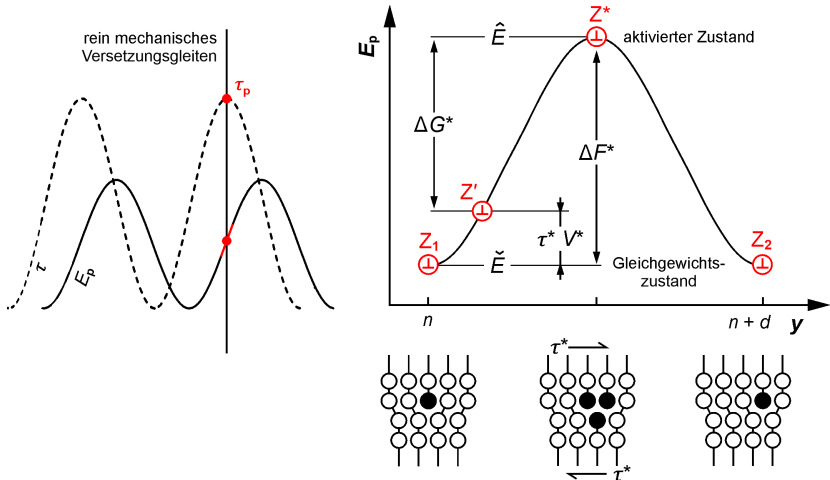 rein mechanisches
Versetzungsgleiten
τp
τ
Ep
Ep
Ê
Z*
aktivierter Zustand
ΔG*
ΔF*
Z′
τ* V*
Z1
Ě
Z2
Gleichgewichts-
zustand
n
n + d
y
τ*
τ*